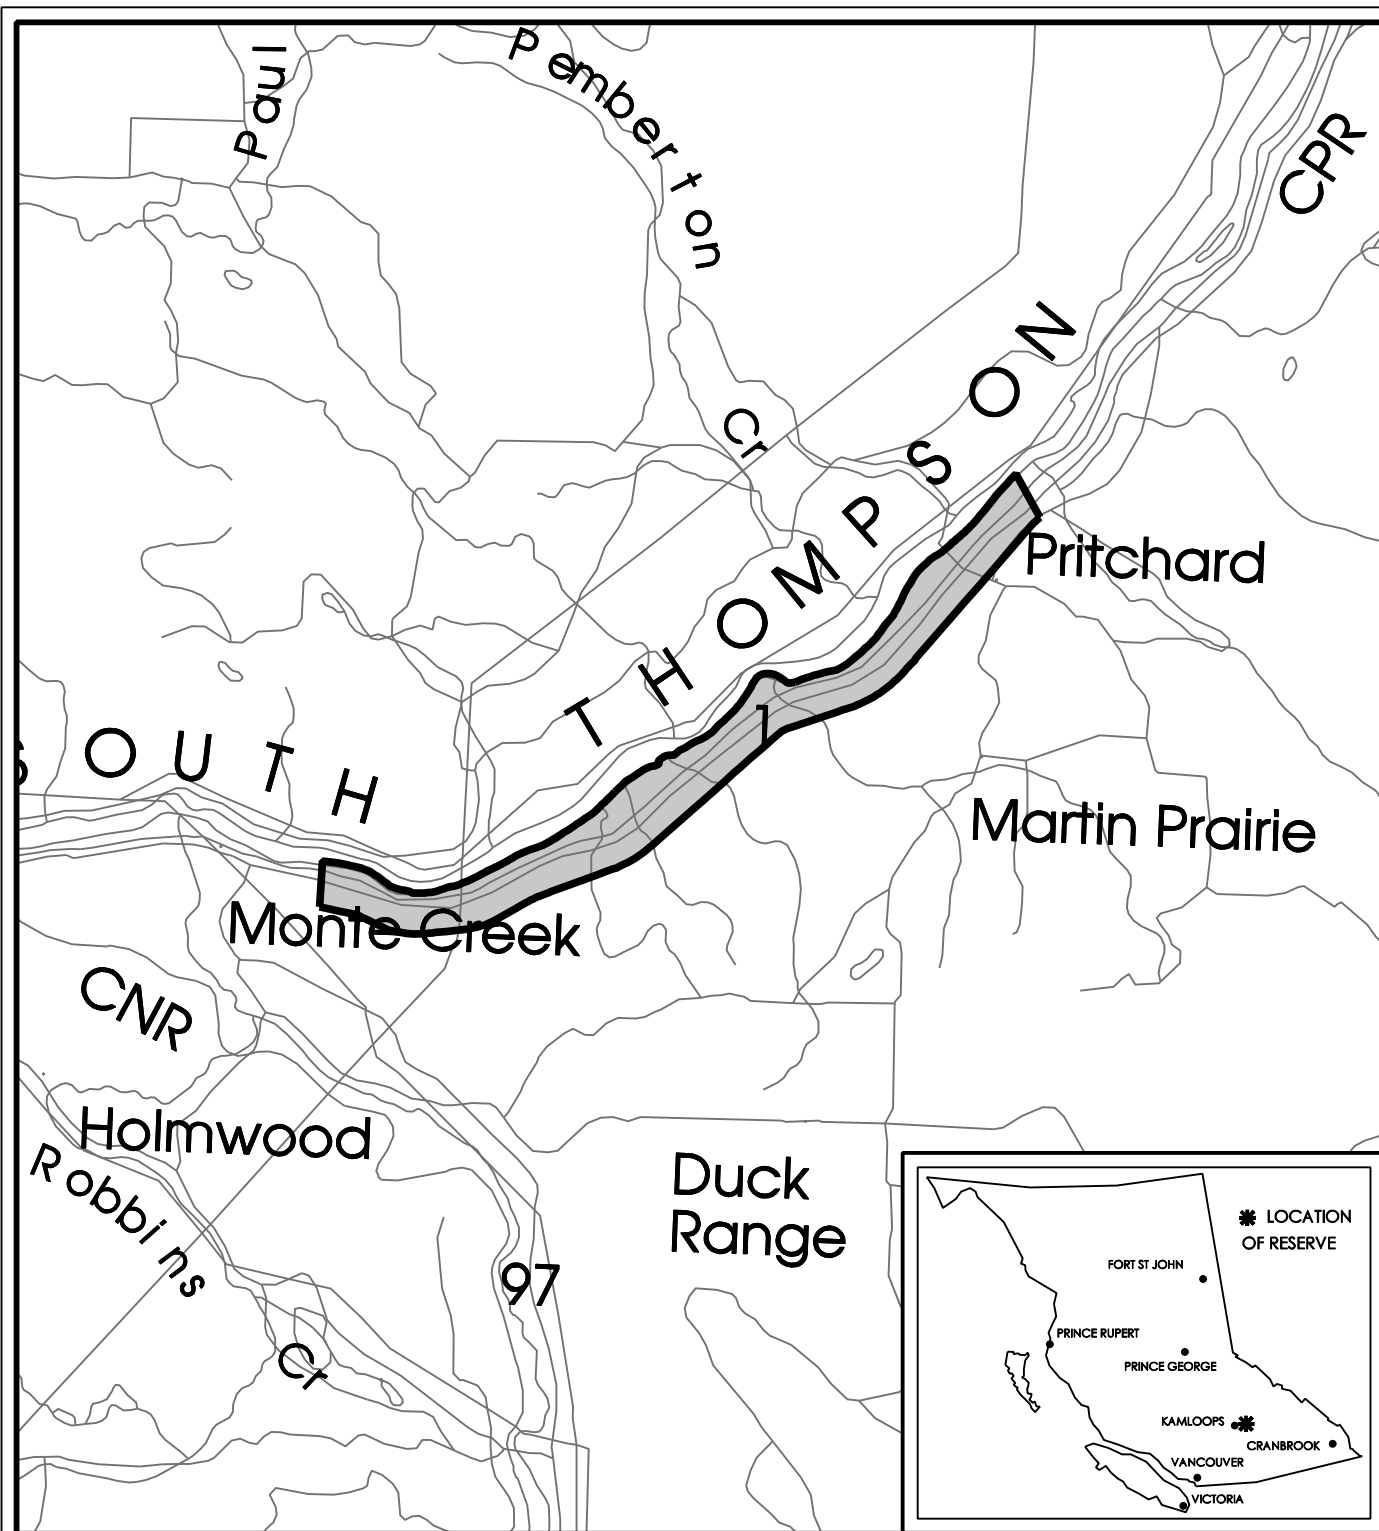 Paul
Pemberton
Cr
CPR
SOUTH THOMPSON
Pritchard
1
Martin Prairie
Monte Creek
CNR
Holmwood
Robbins
Cr
Duck
Range
97
LOCATION
OF RESERVE
FORT ST JOHN
PRINCE RUPERT
PRINCE GEORGE
KAMLOOPS
CRANBROOK
VANCOUVER
VICTORIA